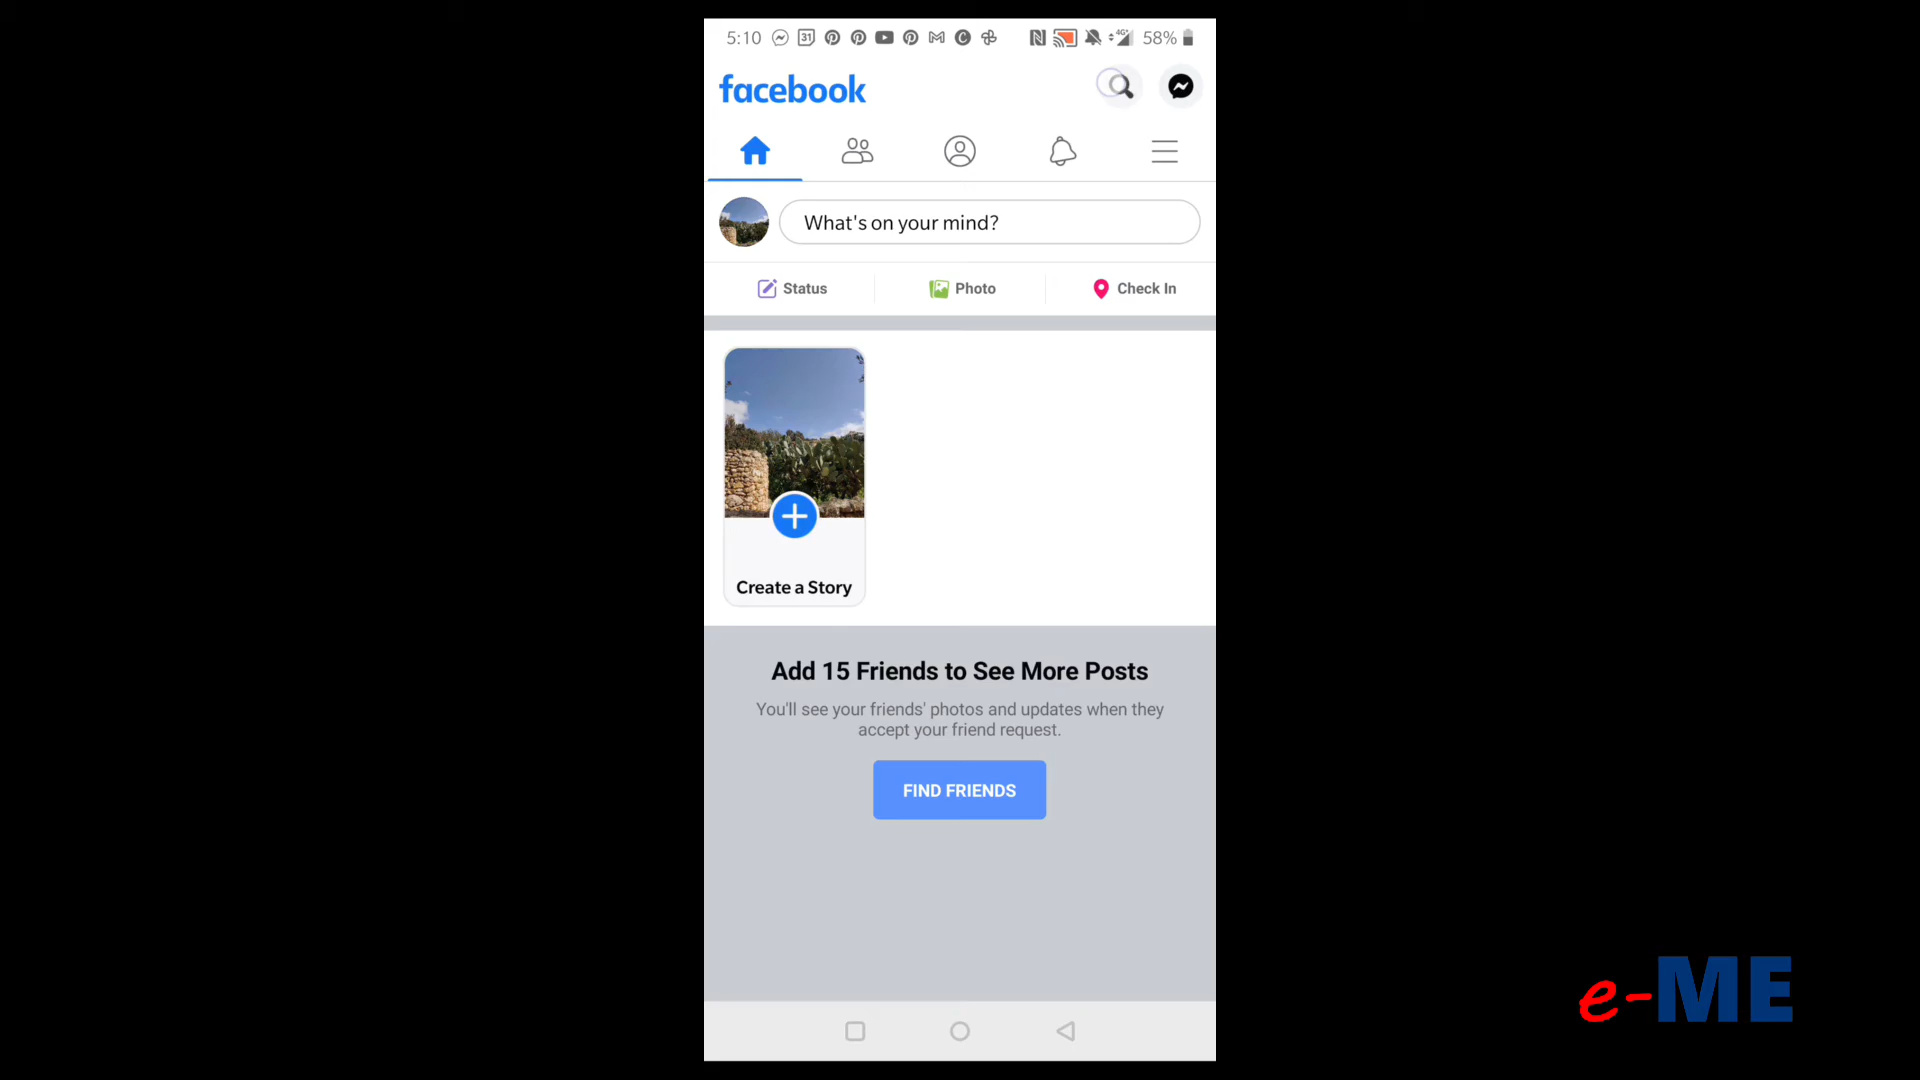 5:10 31 4G+ 58%
facebook
What's on your mind?
Status Photo Check In
Create a Story
Add 15 Friends to See More Posts
You'll see your friends' photos and updates when they
accept your friend request.
FIND FRIENDS
e-ME